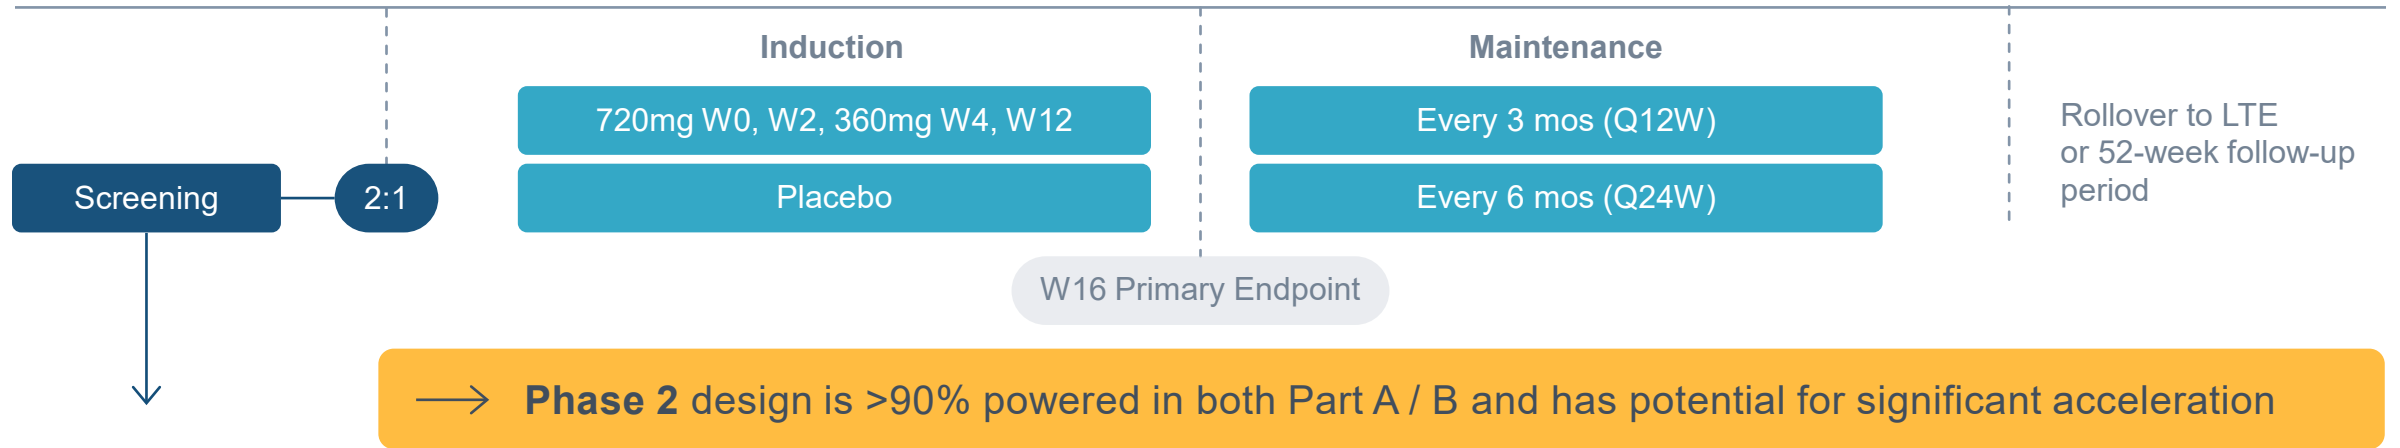 Induction
Maintenance
720mg W0, W2, 360mg W4, W12
Every 3 mos (Q12W)
Rollover to LTE
or 52-week follow-up
period
Screening
2:1
Placebo
Every 6 mos (Q24W)
W16 Primary Endpoint
Phase 2 design is >90% powered in both Part A / B and has potential for significant acceleration